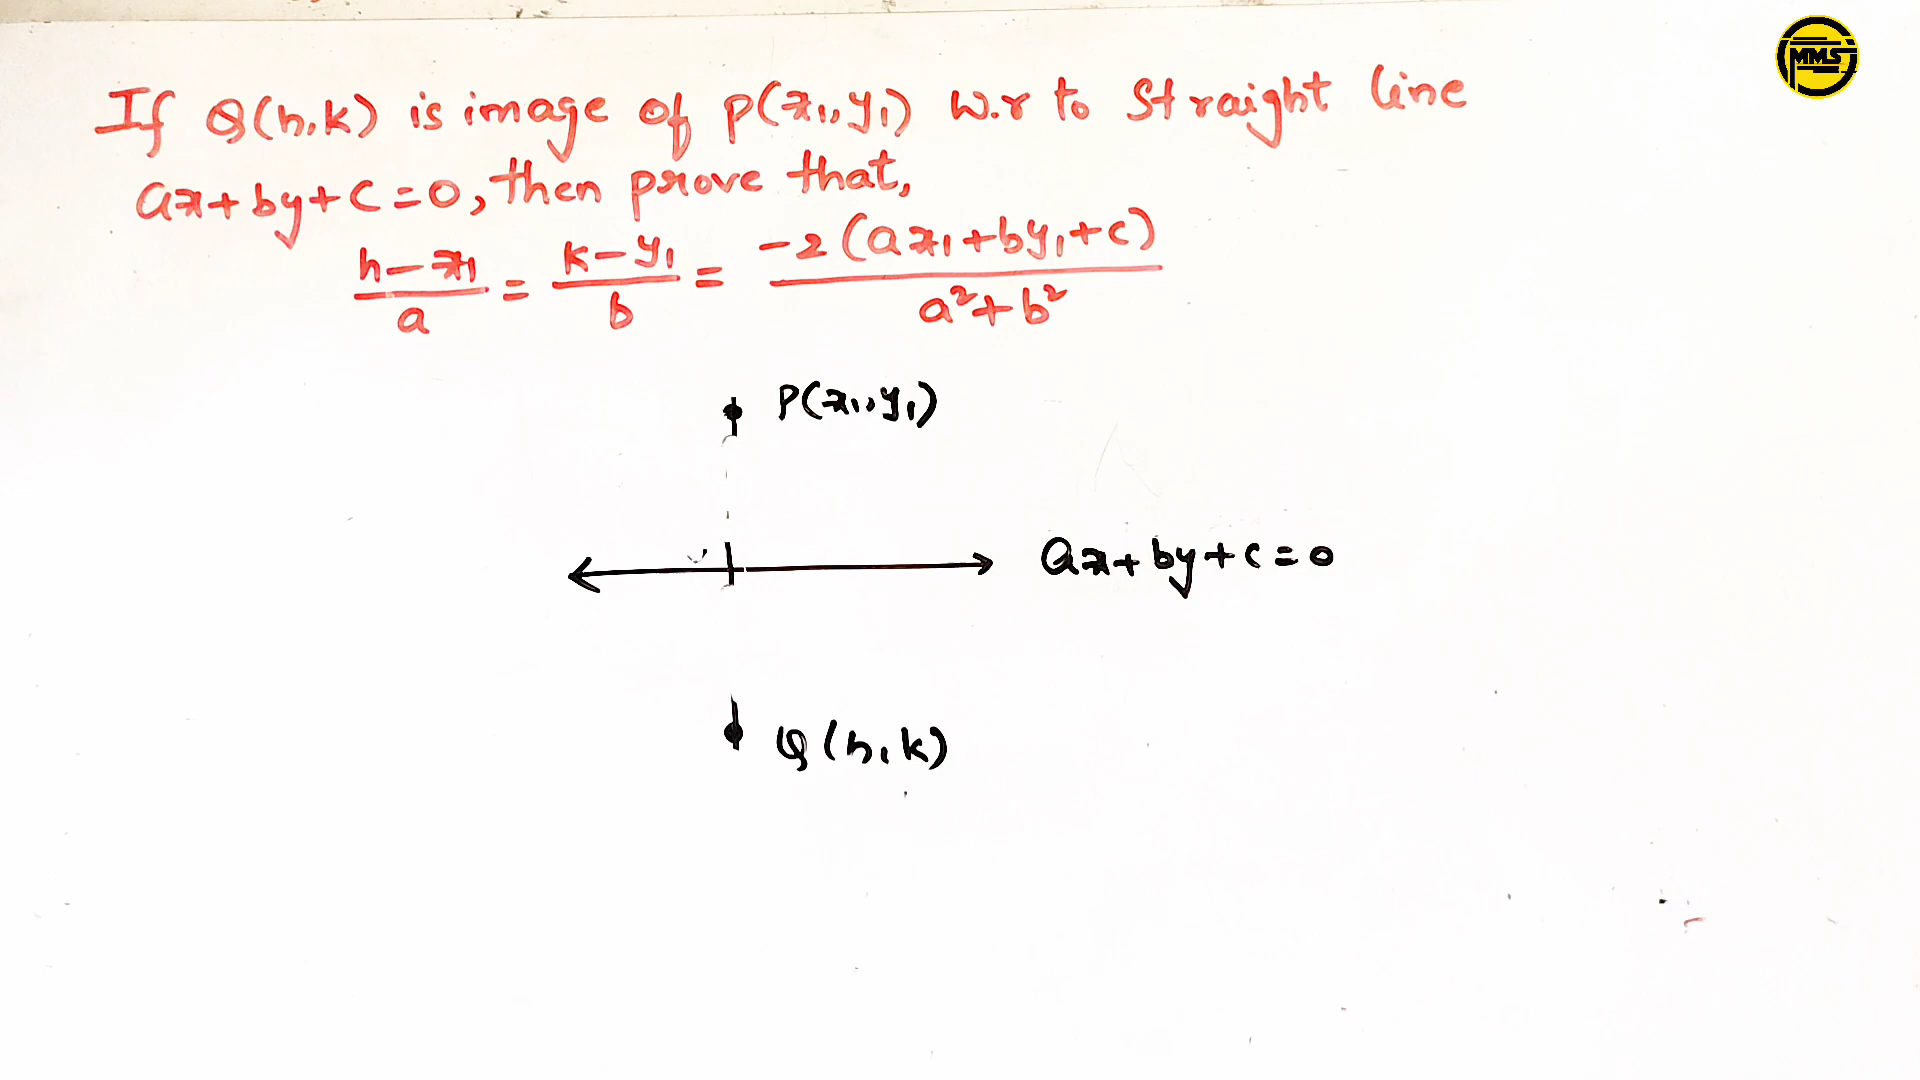 MMS
If Q(h,k) is image of P(x₁,y₁) w.r to straight line
ax+by+c=0, then prove that,
h-x₁/a = k-y₁/b = -2(ax₁+by₁+c)/a²+b²
P(x₁,y₁)
ax+by+c=0
Q(h,k)